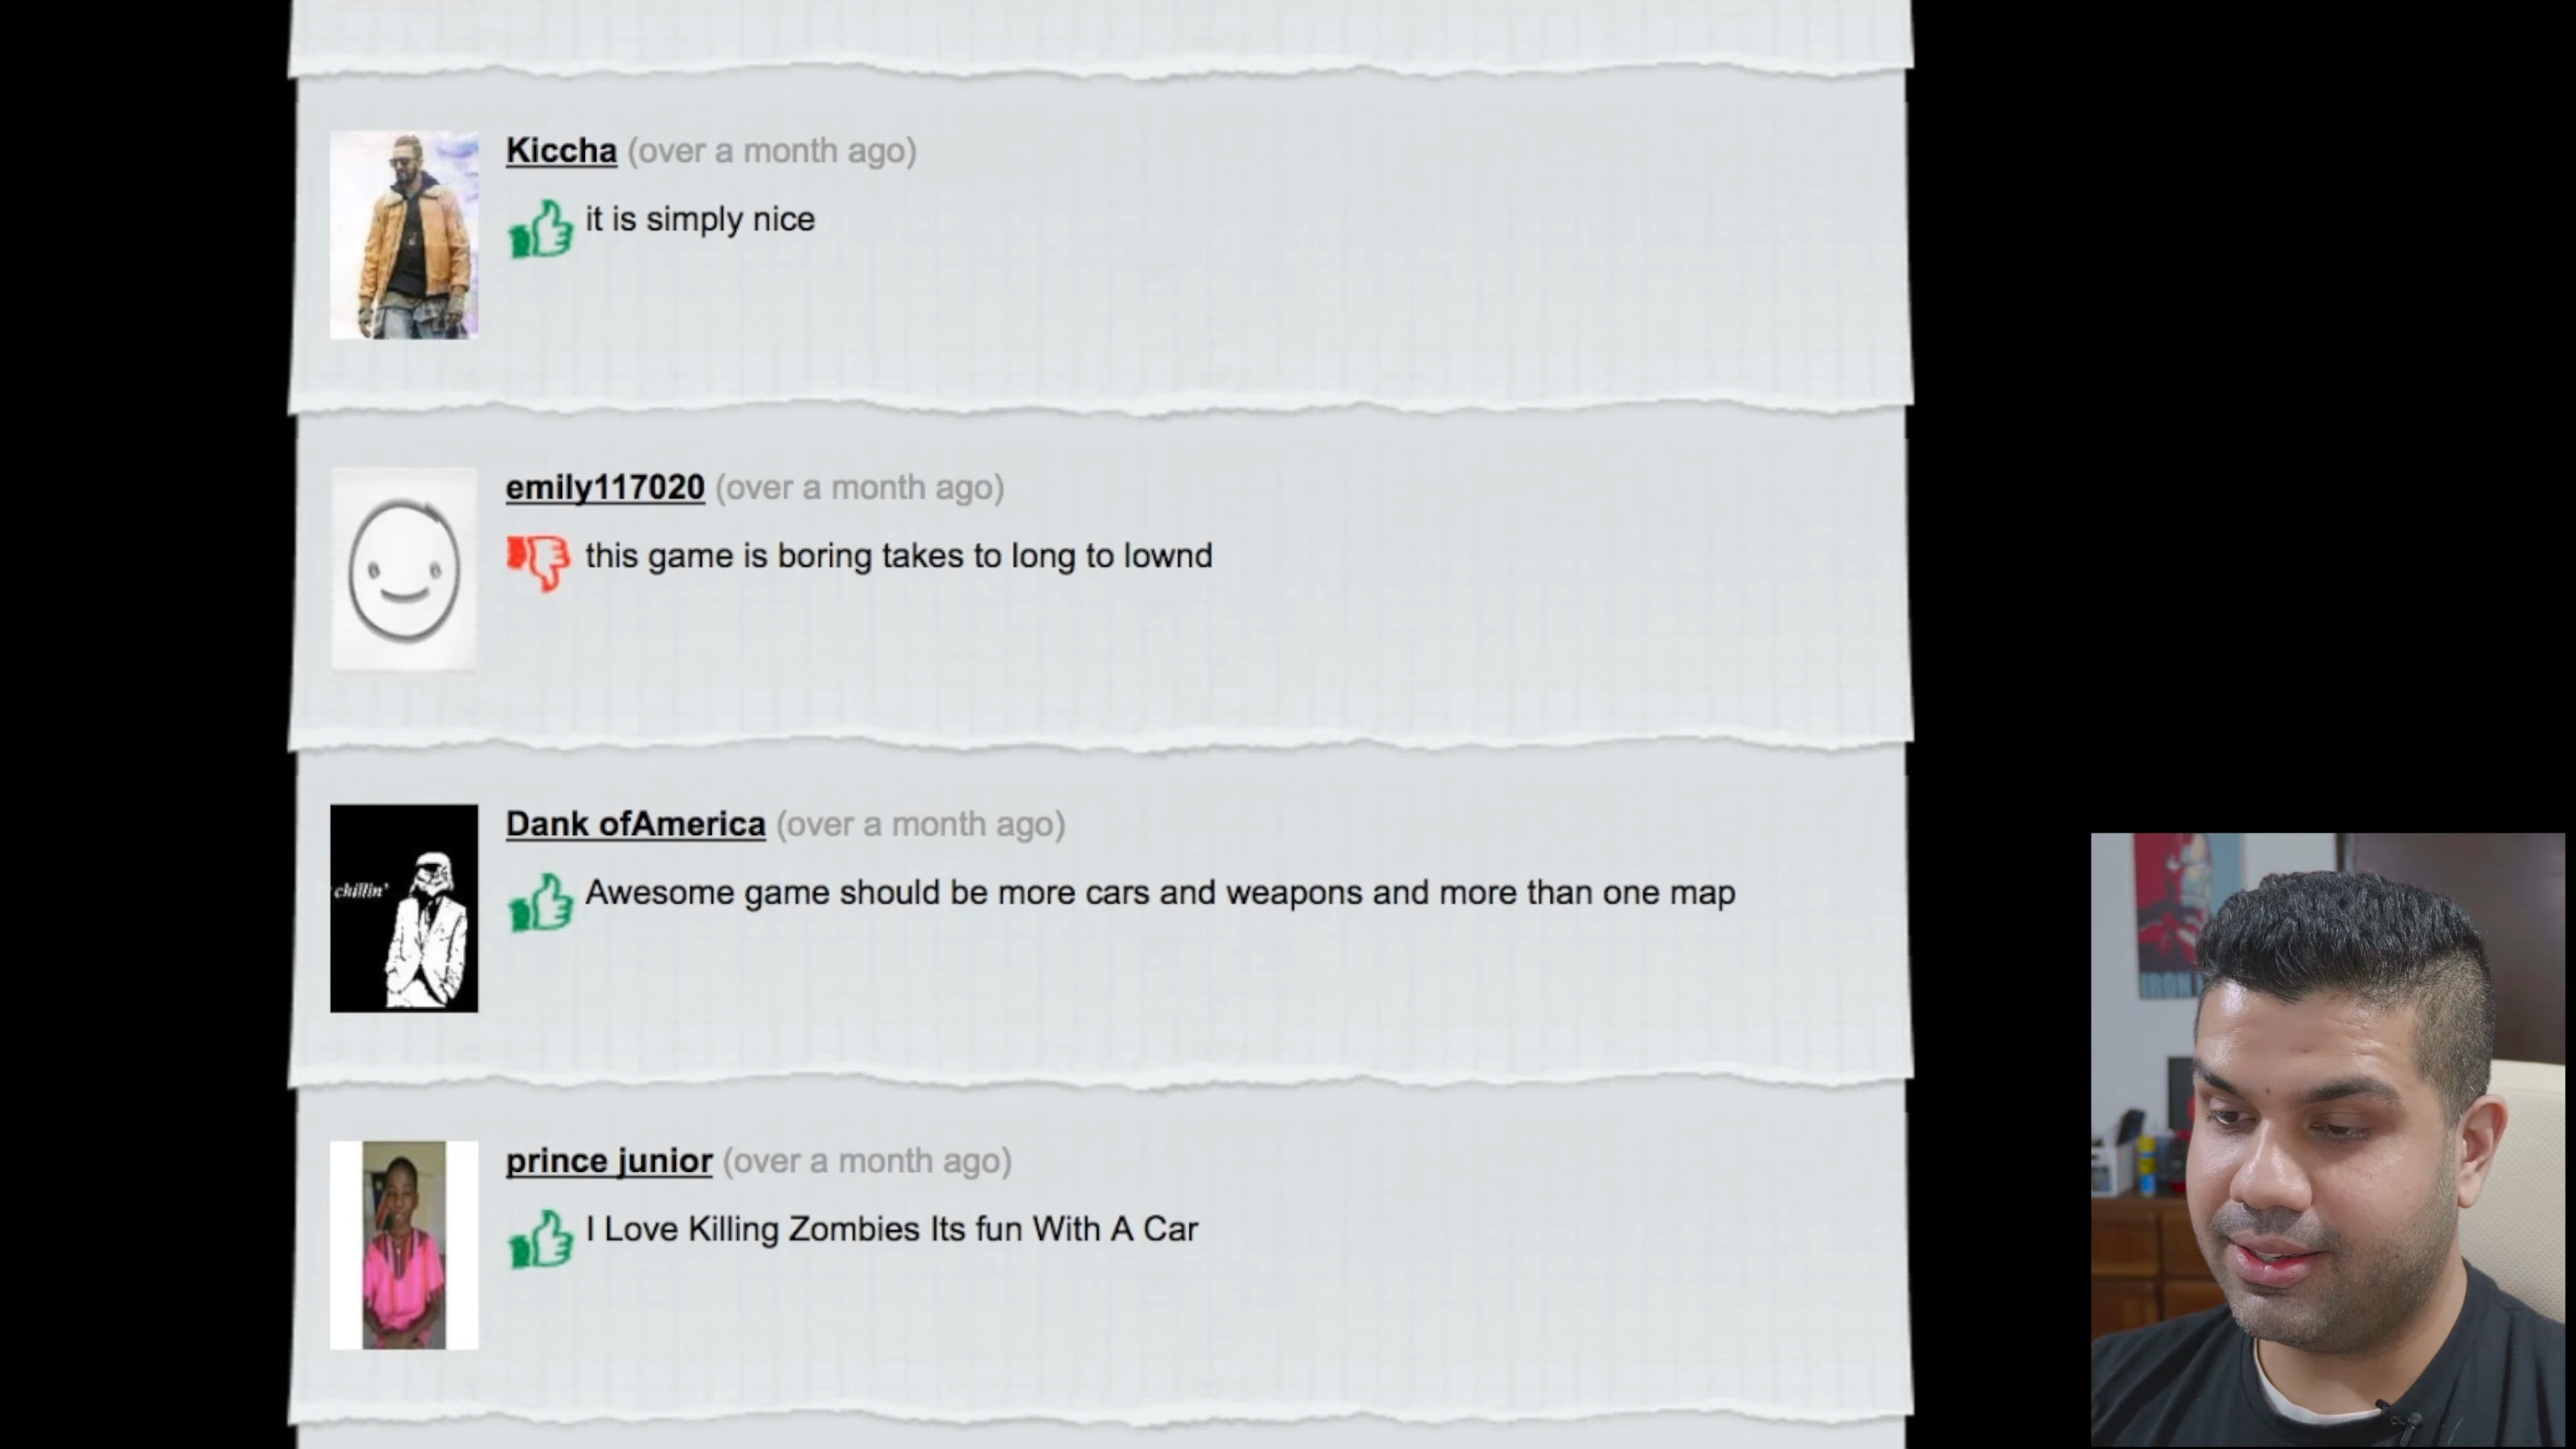 Kiccha (over a month ago)
it is simply nice
emily117020 (over a month ago)
this game is boring takes to long to lownd
chillin'
Dank ofAmerica (over a month ago)
Awesome game should be more cars and weapons and more than one map
IRON
prince junior (over a month ago)
I Love Killing Zombies Its fun With A Car